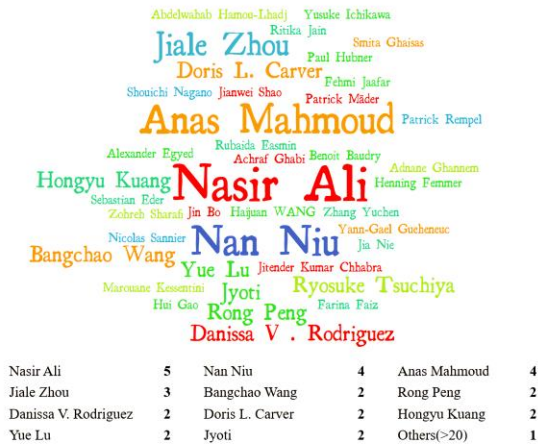 Abdelwahab Hamou-Lhadj Yusuke Ichikawa
Ritika Jain
Jiale Zhou Smita Ghaisas
Paul Hubner
Doris L. Carver Fehmi Jaafar
Shouichi Nagano Jianwei Shao
Patrick Mäder
Anas Mahmoud Patrick Rempel
Rubaida Easmin
Alexander Egyed Achraf Ghabi Benoit Baudry
Adnane Ghannem
Hongyu Kuang Nasir Ali Henning Femmer
Sebastian Eder
Zohreh Sharafi Jin Bo Haijuan WANG Zhang Yuchen
Yann-Gael Gueheneuc
Nicolas Sannier Nan Niu Jia Nie
Bangchao Wang
Yue Lu Jitender Kumar Chhabra
Marouane Kessentini Jyoti Ryosuke Tsuchiya
Hui Gao Rong Peng Farina Faiz
Danissa V . Rodriguez
Nasir Ali 5 Nan Niu 4 Anas Mahmoud 4
Jiale Zhou 3 Bangchao Wang 2 Rong Peng 2
Danissa V. Rodriguez 2 Doris L. Carver 2 Hongyu Kuang 2
Yue Lu 2 Jyoti 2 Others(>20) 1